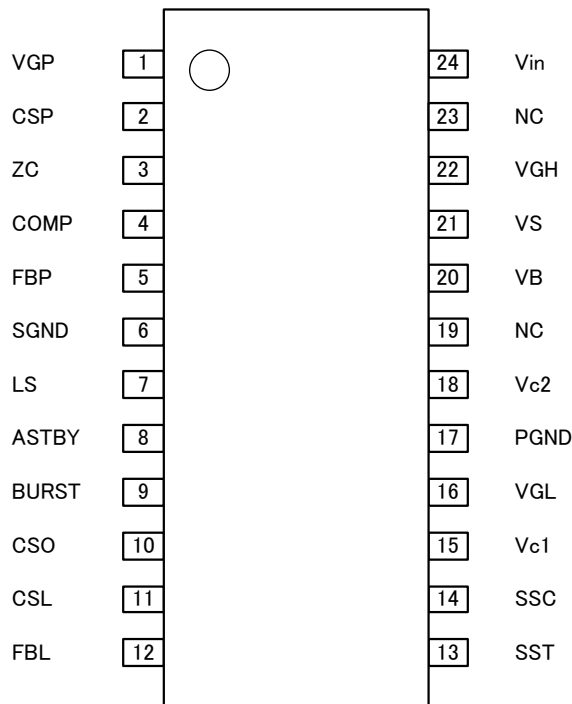 VGP 1 24 Vin
CSP 2 23 NC
ZC 3 22 VGH
COMP 4 21 VS
FBP 5 20 VB
SGND 6 19 NC
LS 7 18 Vc2
ASTBY 8 17 PGND
BURST 9 16 VGL
CSO 10 15 Vc1
CSL 11 14 SSC
FBL 12 13 SST